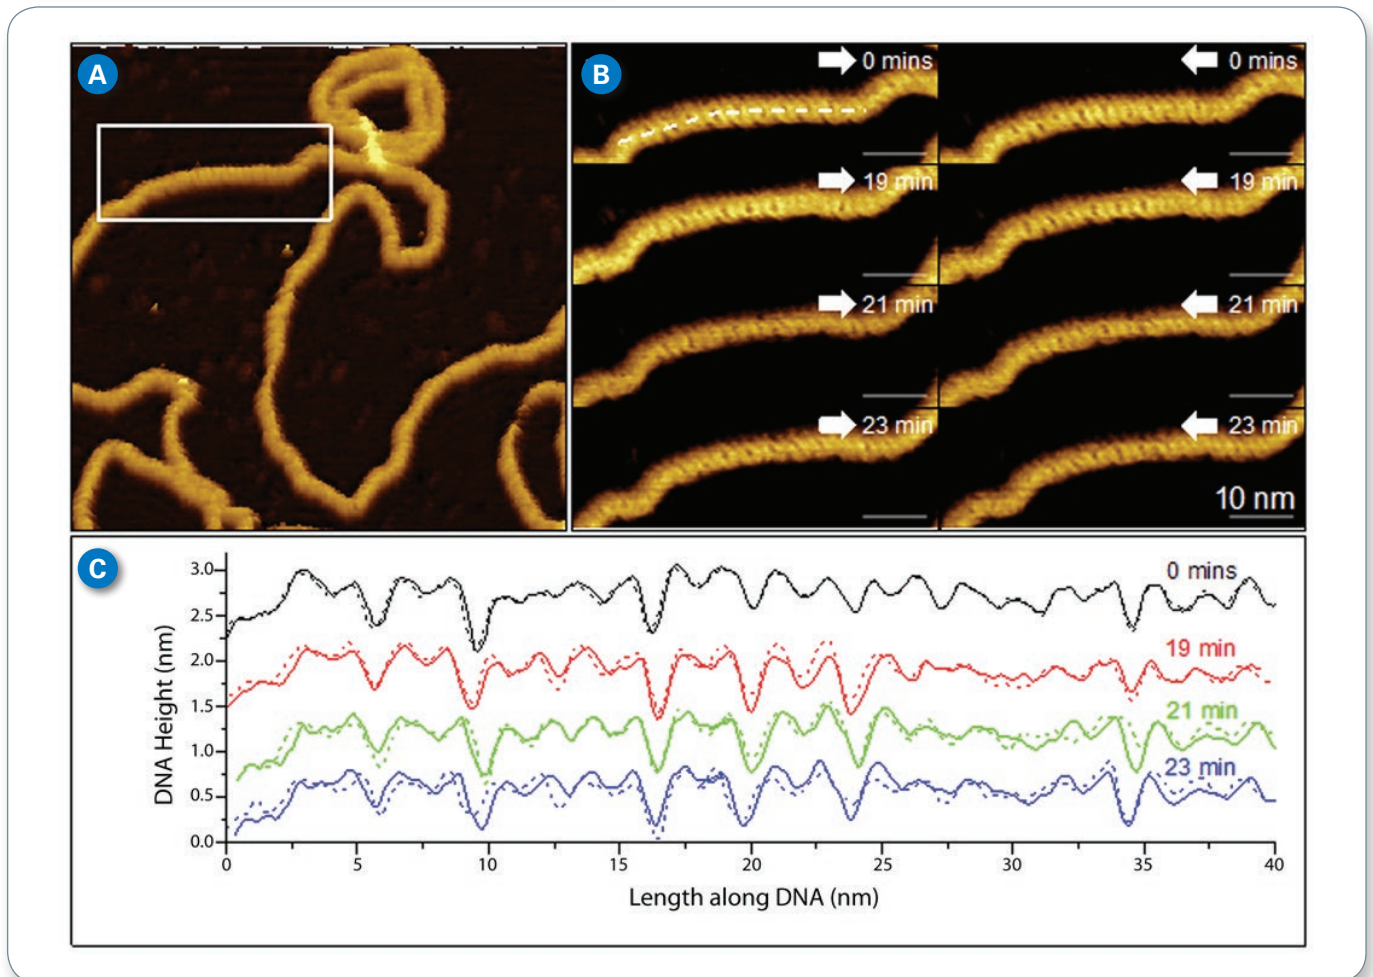 A
B
0 mins
0 mins
19 min
19 min
21 min
21 min
23 min
23 min
10 nm
C
0 mins
19 min
21 min
23 min
DNA Height (nm)
3.0
2.5
2.0
1.5
1.0
0.5
0.0
0 5 10 15 20 25 30 35 40
Length along DNA (nm)